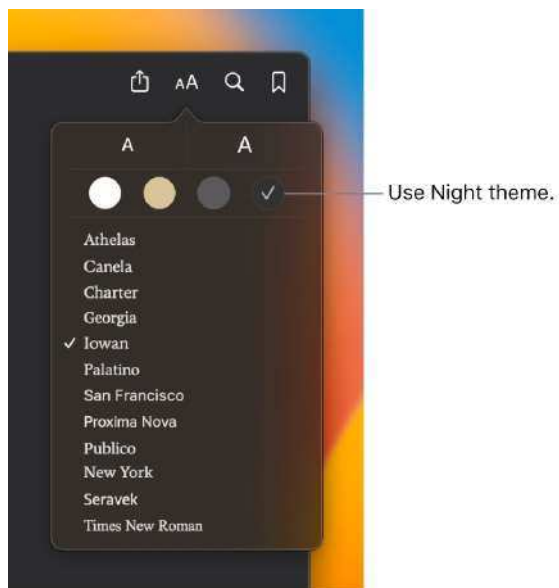 AA
A A
Use Night theme.
Athelas
Canela
Charter
Georgia
Iowan
Palatino
San Francisco
Proxima Nova
Publico
New York
Seravek
Times New Roman